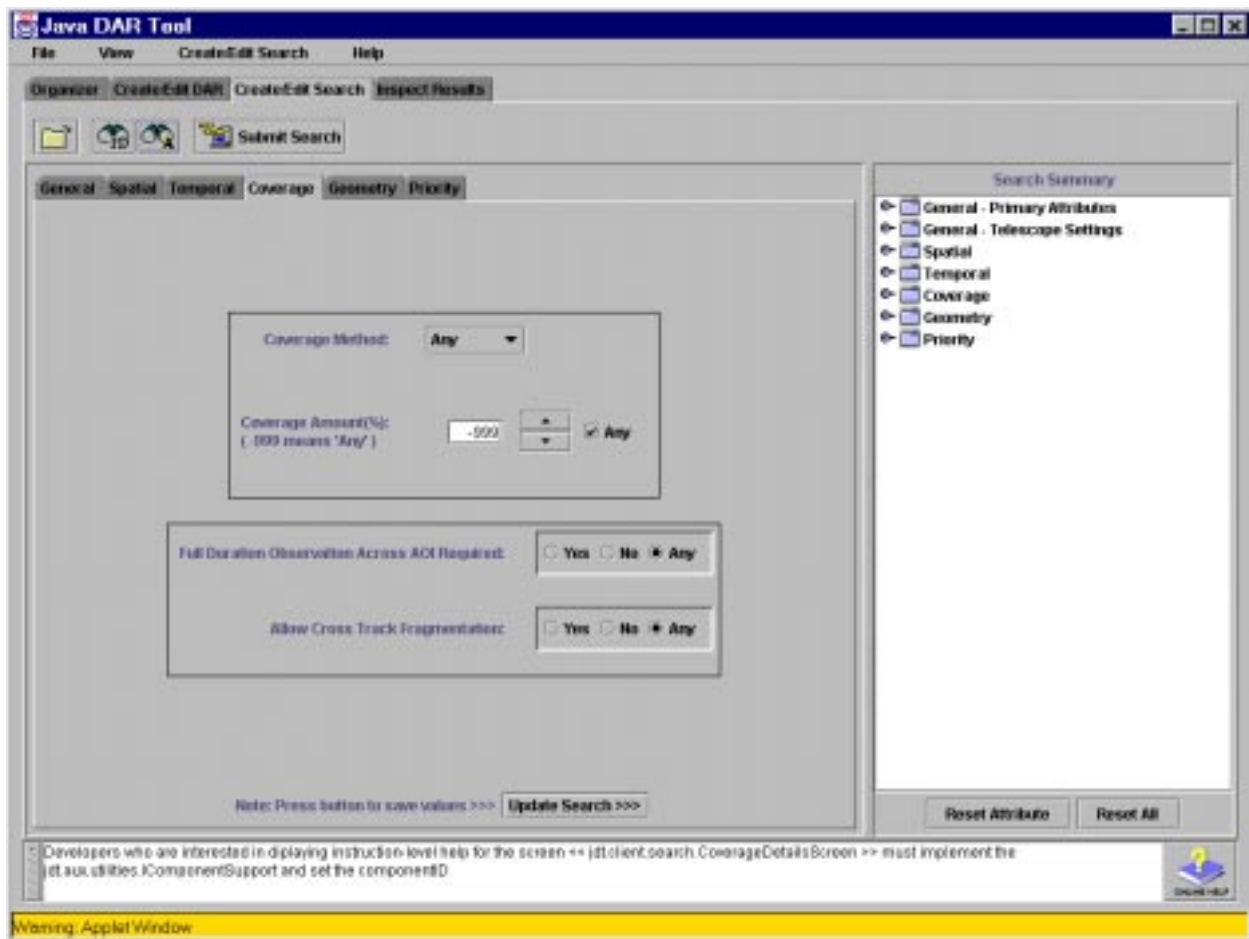 Java DAR Tool
File View Create/Edit Search Help
Organizer Create/Edit DAR Create/Edit Search Inspect Results
ID A Submit Search
General Spatial Temporal Coverage Geometry Priority
Search Summary
General - Primary Attributes
General - Telescope Settings
Spatial
Temporal
Coverage
Geometry
Priority
Coverage Method: Any
Coverage Amount(%): 
( -999 means 'Any' )
-999 Any
Full Duration Observation Across AOI Required: Yes No Any
Allow Cross Track Fragmentation: Yes No Any
Note: Press button to save values >>> Update Search >>>
Reset Attribute Reset All
Developers who are interested in diplaying instruction-level help for the screen << jdt.client.search.CoverageDetailsScreen >> must implement the
jdt.aux.utilities.IComponentSupport and set the componentID
ONLINE HELP
Warning: Applet Window